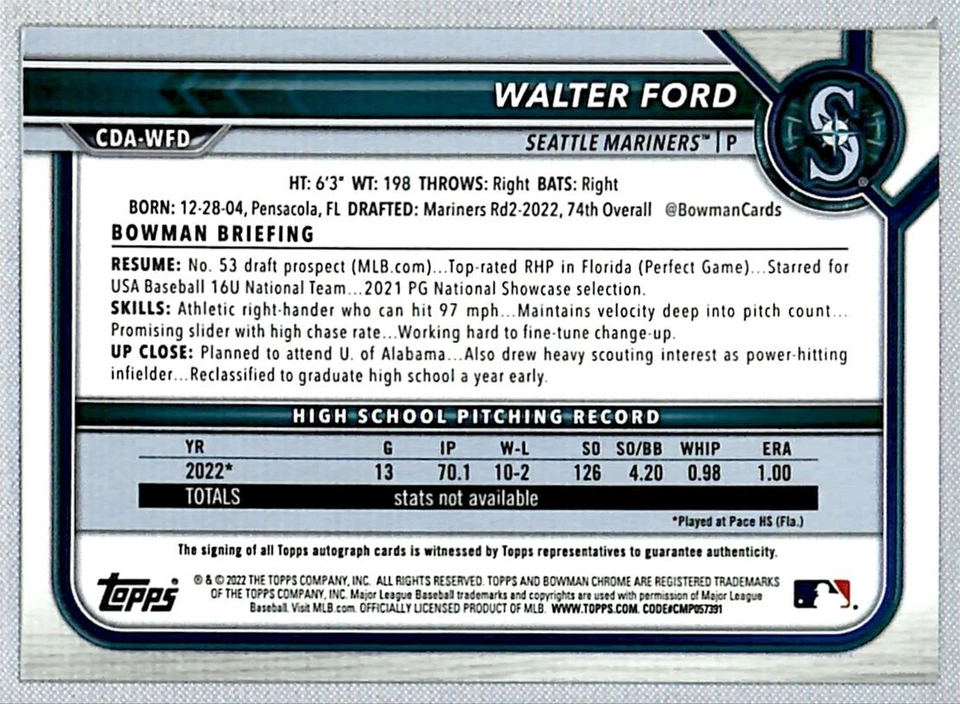 WALTER FORD
CDA-WFD
SEATTLE MARINERS™ | P
S
®
HT: 6'3" WT: 198 THROWS: Right BATS: Right
BORN: 12-28-04, Pensacola, FL DRAFTED: Mariners Rd2-2022, 74th Overall @BowmanCards
BOWMAN BRIEFING
RESUME: No. 53 draft prospect (MLB.com)...Top-rated RHP in Florida (Perfect Game)...Starred for
USA Baseball 16U National Team...2021 PG National Showcase selection.
SKILLS: Athletic right-hander who can hit 97 mph...Maintains velocity deep into pitch count...
Promising slider with high chase rate...Working hard to fine-tune change-up.
UP CLOSE: Planned to attend U. of Alabama...Also drew heavy scouting interest as power-hitting
infielder...Reclassified to graduate high school a year early.
HIGH SCHOOL PITCHING RECORD
YR G IP W-L SO SO/BB WHIP ERA
2022* 13 70.1 10-2 126 4.20 0.98 1.00
TOTALS stats not available
*Played at Pace HS (Fla.)
The signing of all Topps autograph cards is witnessed by Topps representatives to guarantee authenticity.
topps
® & © 2022 THE TOPPS COMPANY, INC. ALL RIGHTS RESERVED. TOPPS AND BOWMAN CHROME ARE REGISTERED TRADEMARKS
OF THE TOPPS COMPANY, INC. Major League Baseball trademarks and copyrights are used with permission of Major League
Baseball. Visit MLB.com. OFFICIALLY LICENSED PRODUCT OF MLB. WWW.TOPPS.COM. CODE#CMP057391